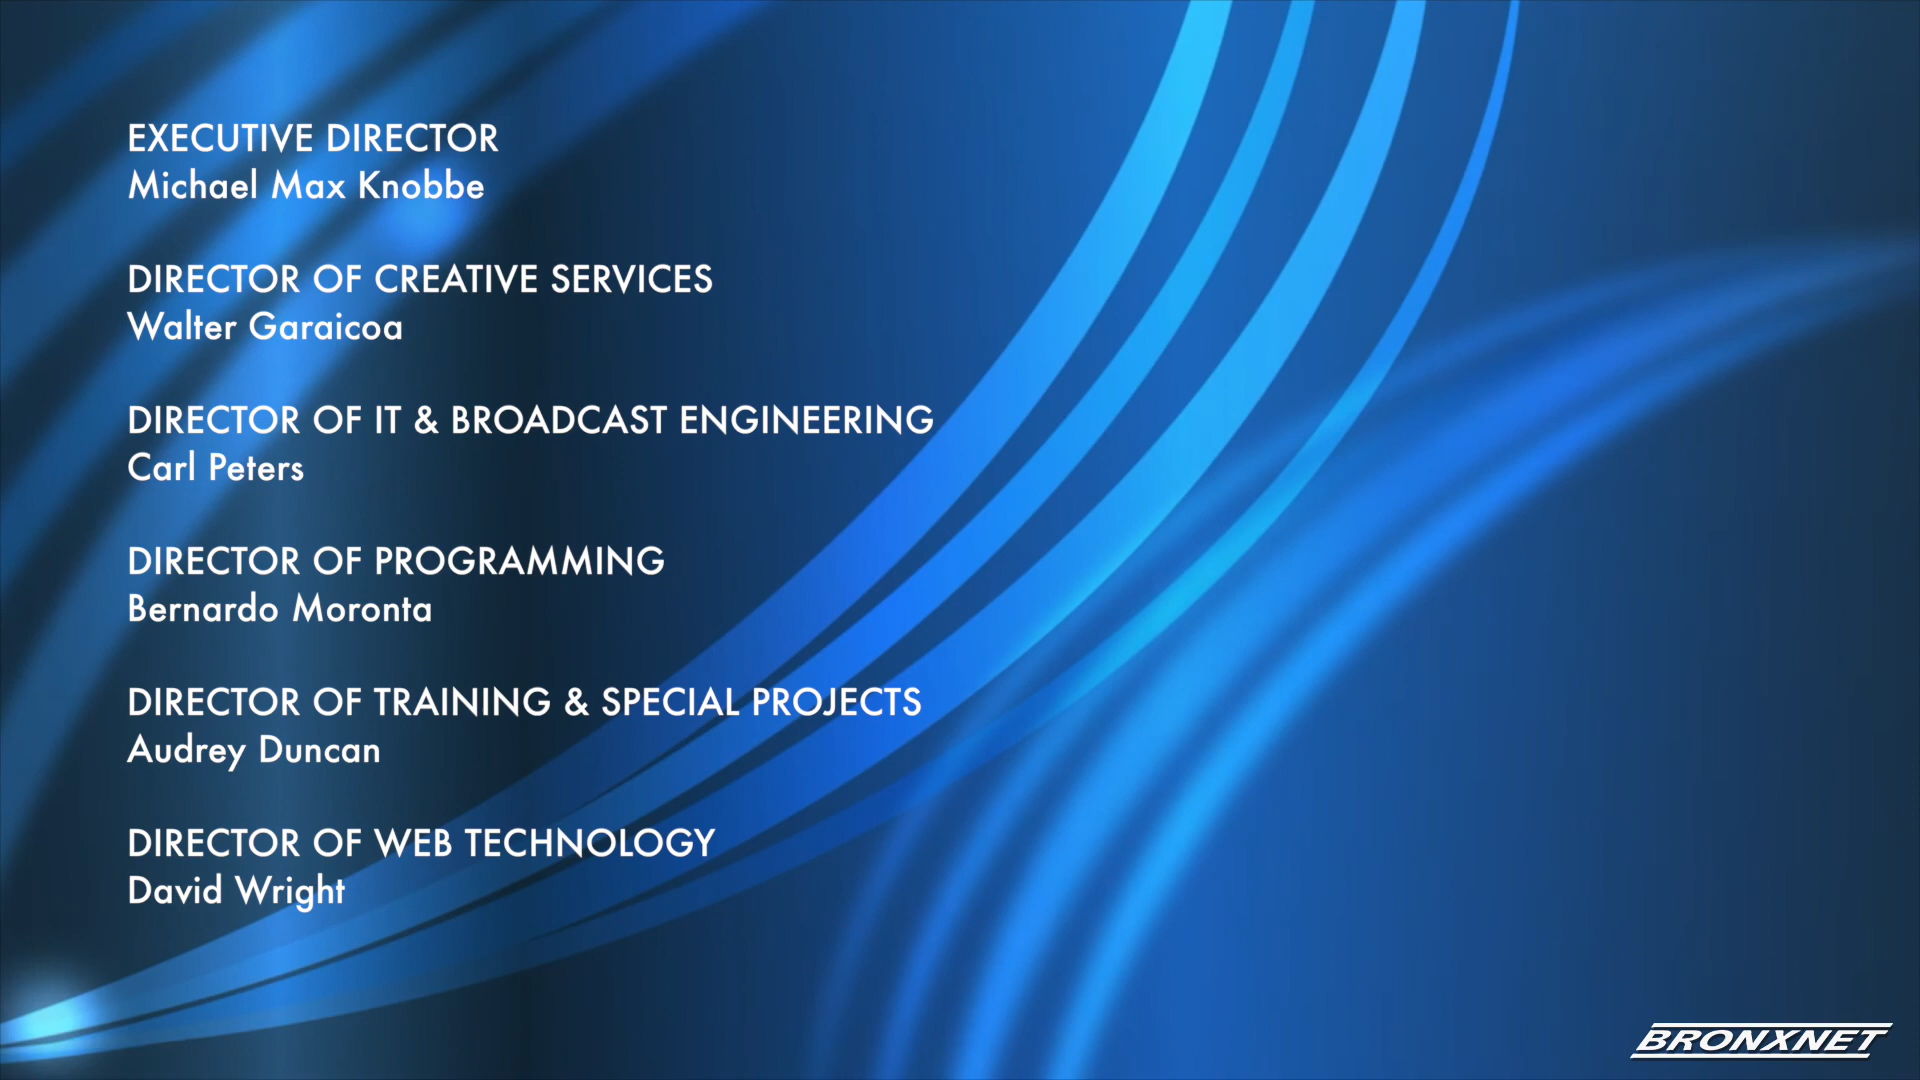 EXECUTIVE DIRECTOR
Michael Max Knobbe
DIRECTOR OF CREATIVE SERVICES
Walter Garaicoa
DIRECTOR OF IT & BROADCAST ENGINEERING
Carl Peters
DIRECTOR OF PROGRAMMING
Bernardo Moronta
DIRECTOR OF TRAINING & SPECIAL PROJECTS
Audrey Duncan
DIRECTOR OF WEB TECHNOLOGY
David Wright
BRONXNET